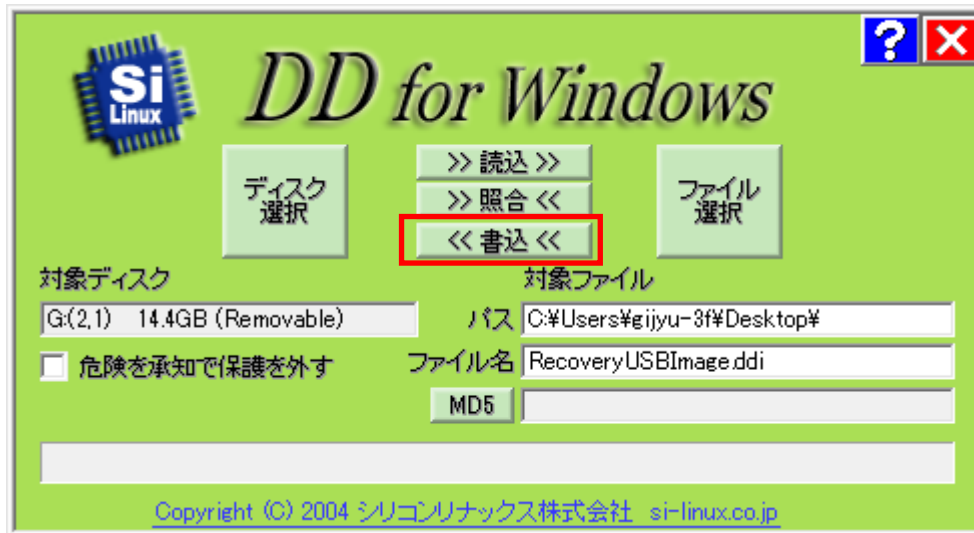 ?
×
Si
Linux
DD for Windows
ディスク
選択
>> 読込 >>
>> 照合 <<
<< 書込 <<
ファイル
選択
対象ディスク
G:(2,1) 14.4GB (Removable)
危険を承知で保護を外す
対象ファイル
パス C:¥Users¥gijyu-3f¥Desktop¥
ファイル名 RecoveryUSBImage.ddi
MD5
Copyright (C) 2004 シリコンリナックス株式会社 si-linux.co.jp